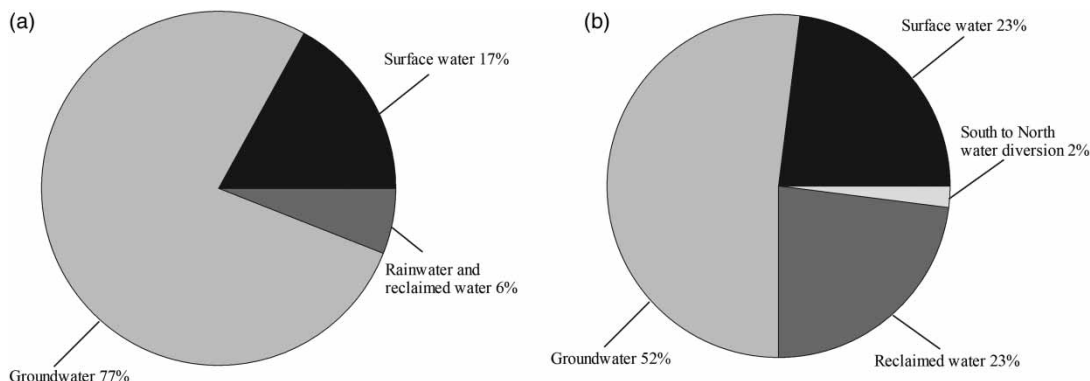 (a)
Surface water 17%
Rainwater and
reclaimed water 6%
Groundwater 77%
(b)
Surface water 23%
South to North
water diversion 2%
Reclaimed water 23%
Groundwater 52%